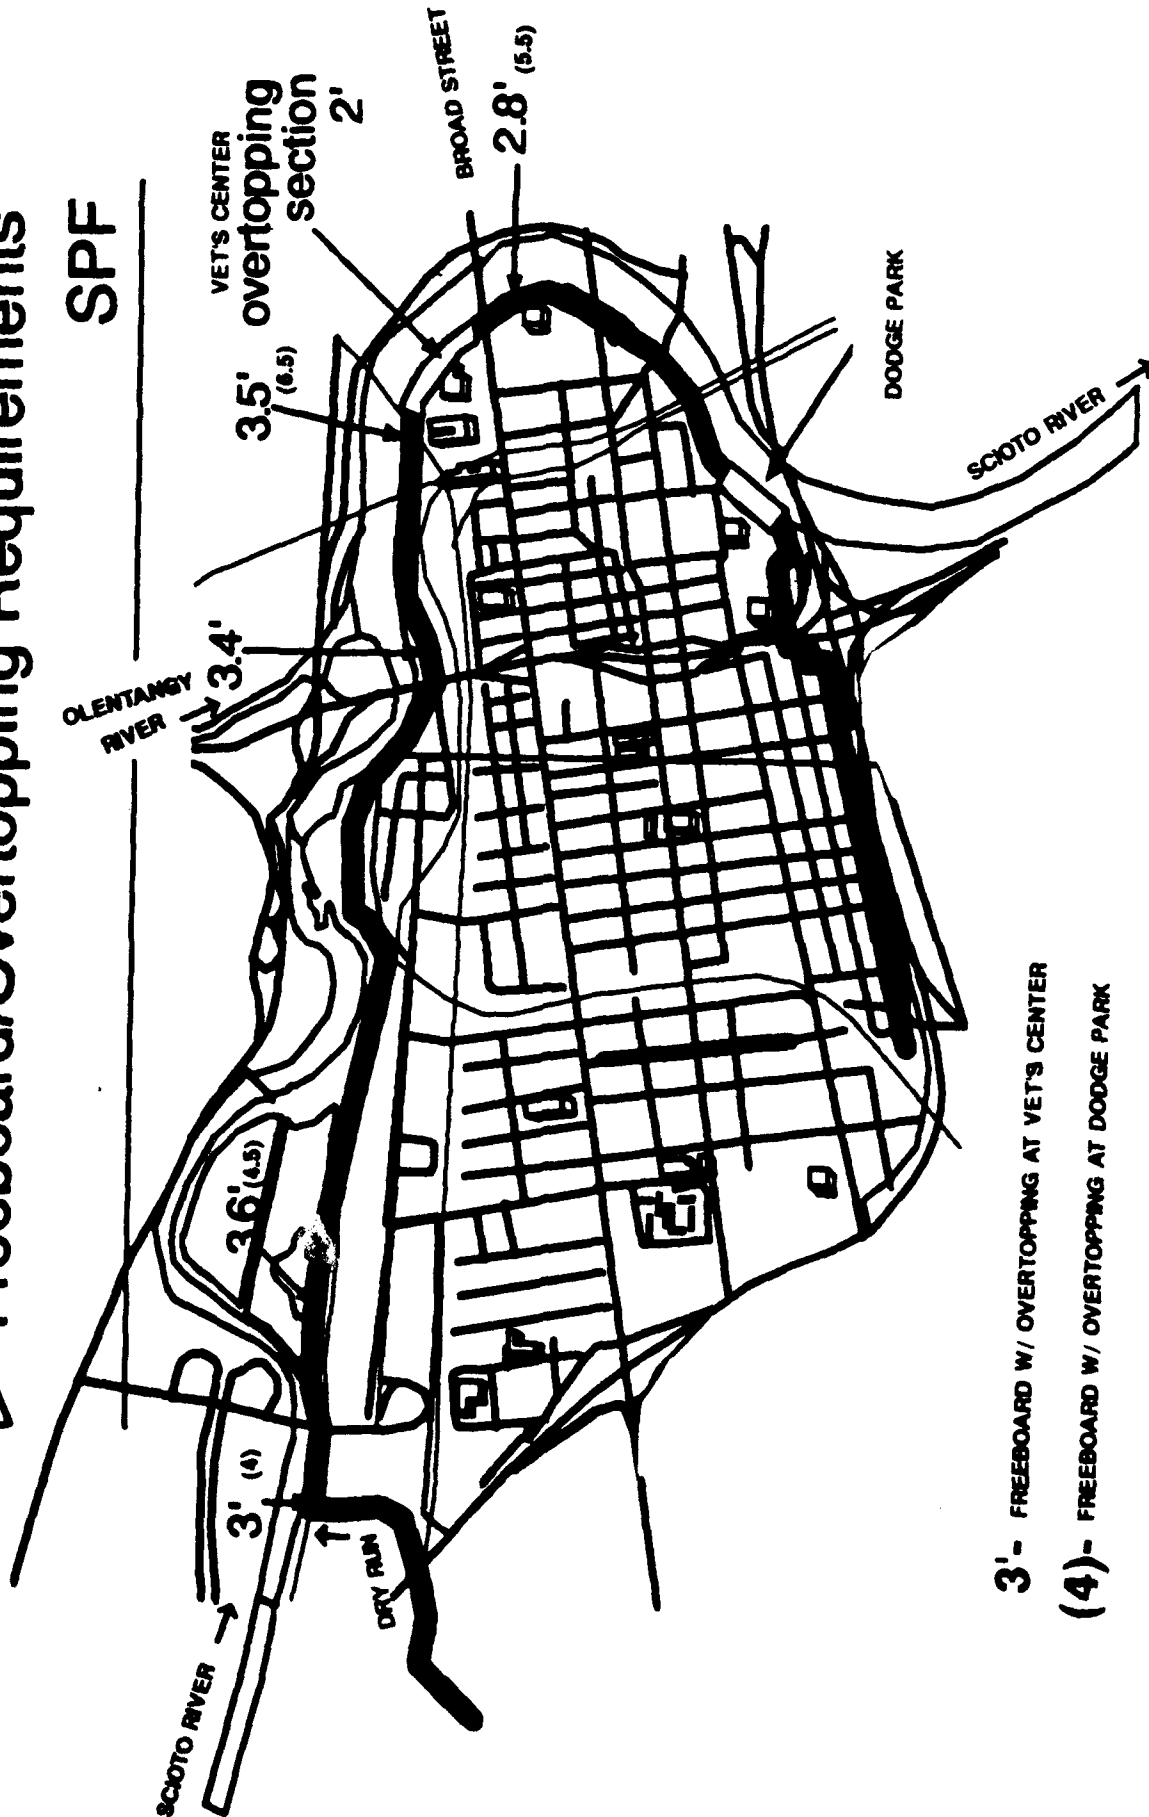 Freeboard/Overtopping Requirements
SPF
OLENTANGY
RIVER
VET'S CENTER
overtopping
section
2'
3.5'
(6.5)
3.4'
BROAD STREET
2.8' (5.5)
3.6' (4.5)
3' (4)
SCIOTO RIVER
DRY RUN
DODGE PARK
SCIOTO RIVER
3'- FREEBOARD W/ OVERTOPPING AT VET'S CENTER
(4)- FREEBOARD W/ OVERTOPPING AT DODGE PARK